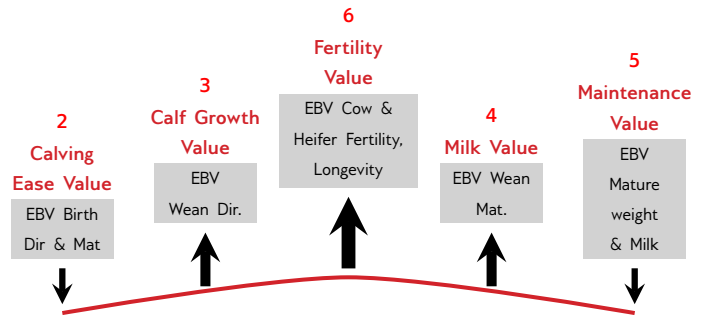 2
Calving
Ease Value
EBV Birth
Dir & Mat
3
Calf Growth
Value
EBV
Wean Dir.
6
Fertility
Value
EBV Cow &
Heifer Fertility,
Longevity
4
Milk Value
EBV Wean
Mat.
5
Maintenance
Value
EBV
Mature
weight
& Milk